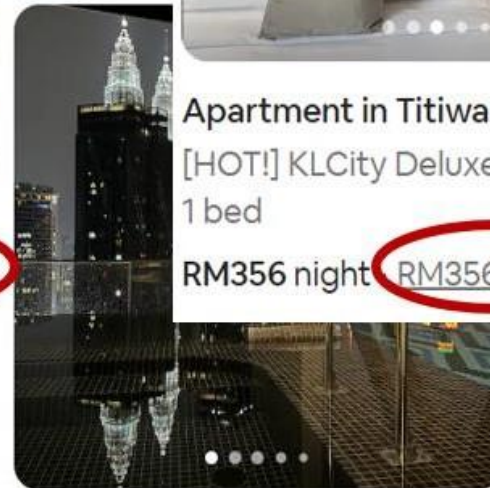 Apartment in Titiwa
[HOT!] KLCity Deluxe
1 bed
RM356 night RM356